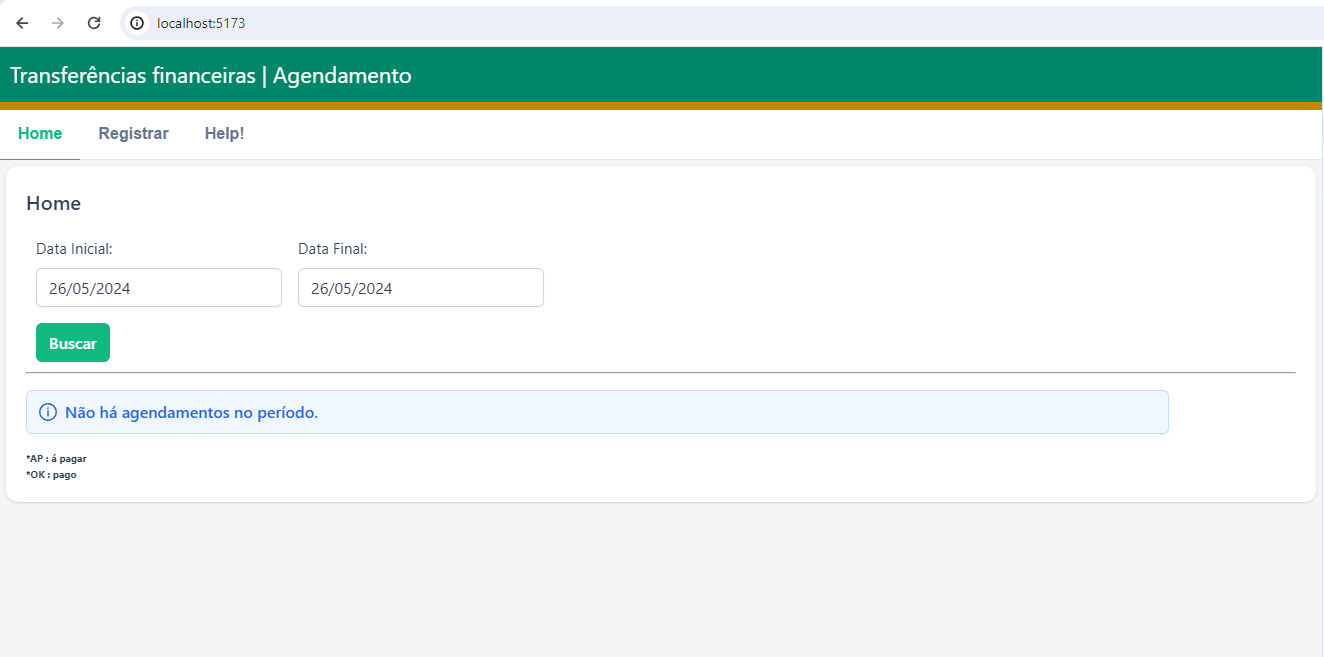 localhost:5173
Transferências financeiras | Agendamento
Home Registrar Help!
Home
Data Inicial: Data Final:
26/05/2024 26/05/2024
Buscar
Não há agendamentos no período.
*AP : á pagar
*OK : pago